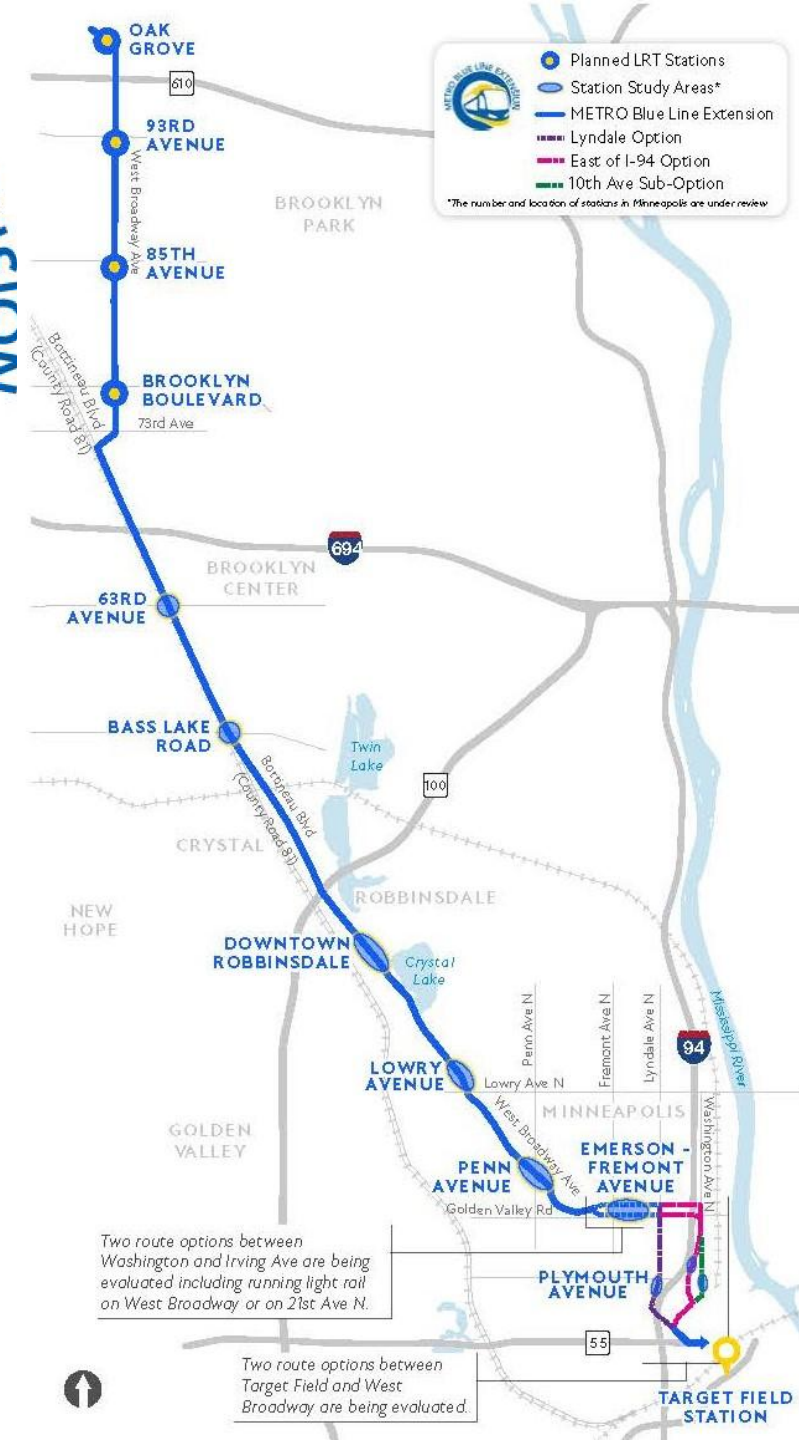 OAK
GROVE
610
93RD
AVENUE
West Broadway Ave
BROOKLYN
PARK
METRO BLUE LINE EXTENSION
Planned LRT Stations
Station Study Areas*
METRO Blue Line Extension
Lyndale Option
East of I-94 Option
10th Ave Sub-Option
*The number and location of stations in Minneapolis are under review
85TH
AVENUE
Bottineau Blvd
(County Road 81)
BROOKLYN
BOULEVARD
73rd Ave
694
BROOKLYN
CENTER
63RD
AVENUE
BASS LAKE
ROAD
Twin
Lake
Bottineau Blvd
(County Road 81)
100
CRYSTAL
NEW
HOPE
ROBBINSDALE
DOWNTOWN
ROBBINSDALE
Crystal
Lake
Penn Ave N
Fremont Ave N
Lyndale Ave N
Mississippi River
94
LOWRY
AVENUE
Lowry Ave N
West Broadway Ave
MINNEAPOLIS
Washington Ave N
GOLDEN
VALLEY
PENN
AVENUE
EMERSON -
FREMONT
AVENUE
Golden Valley Rd
Two route options between
Washington and Irving Ave are being
evaluated including running light rail
on West Broadway or on 21st Ave N.
PLYMOUTH
AVENUE
55
Two route options between
Target Field and West
Broadway are being evaluated.
TARGET FIELD
STATION